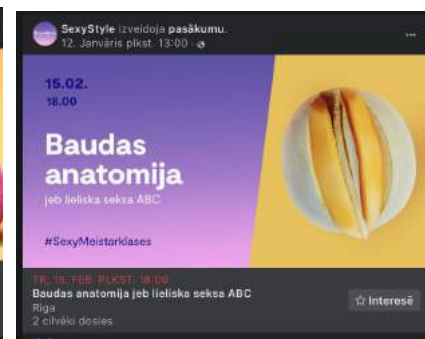 SexyStyle izveidoja pasākumu.
12. Janvāris plkst. 13:00
15.02.
18.00
Baudas
anatomija
jeb lieliska seksa ABC
#SexyMeistarklases
TR, 15. FEB. PLKST. 18:00
Baudas anatomija jeb lieliska seksa ABC
Rīga
2 cilvēki dosies
Interesē